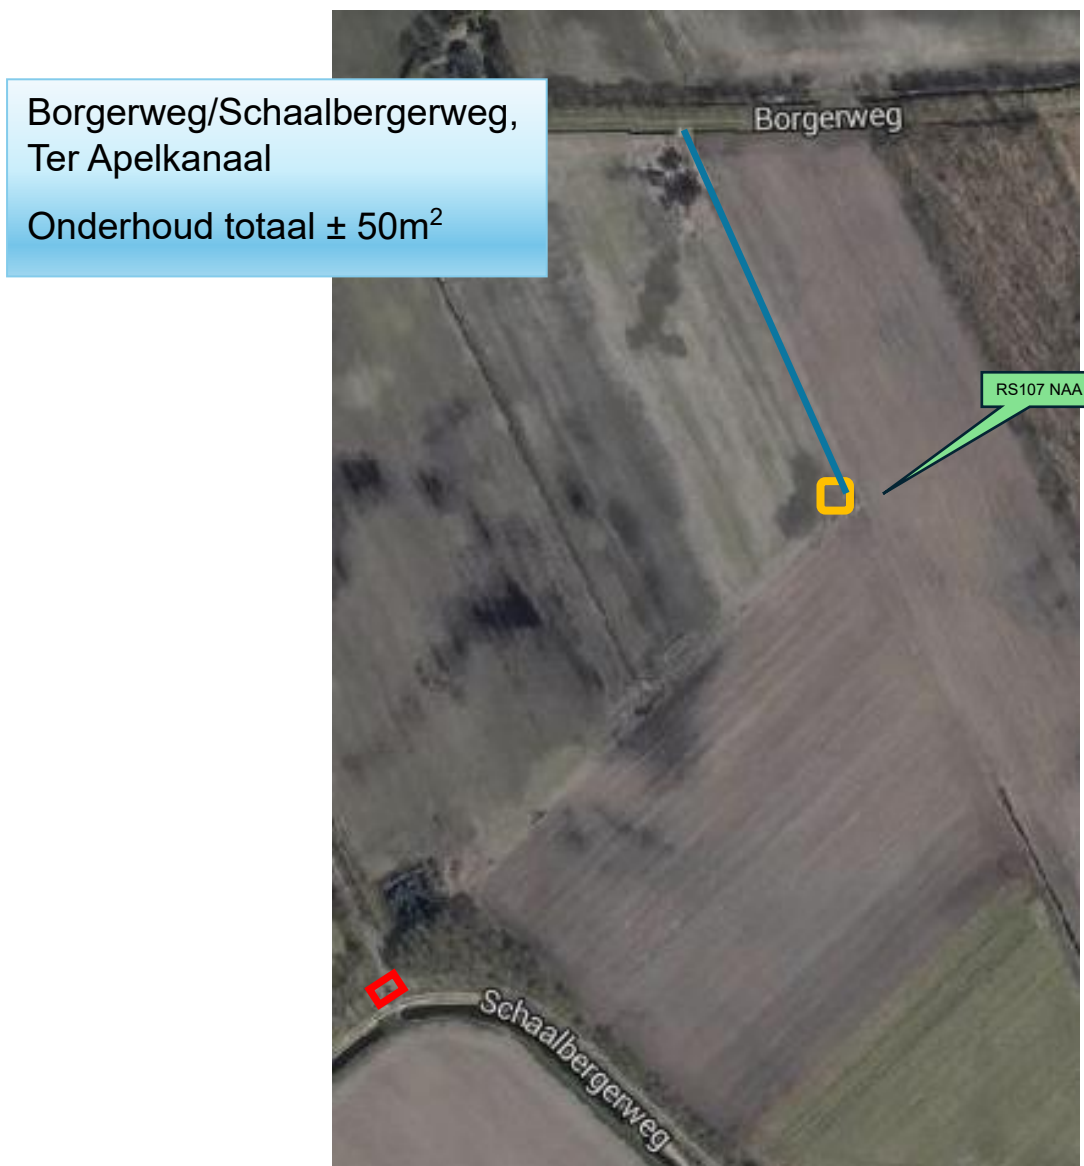 Borgerweg/Schaalbergerweg,
Ter Apelkanaal
Onderhoud totaal ± 50m²
Borgerweg
RS107 NAA
Schaalbergerweg